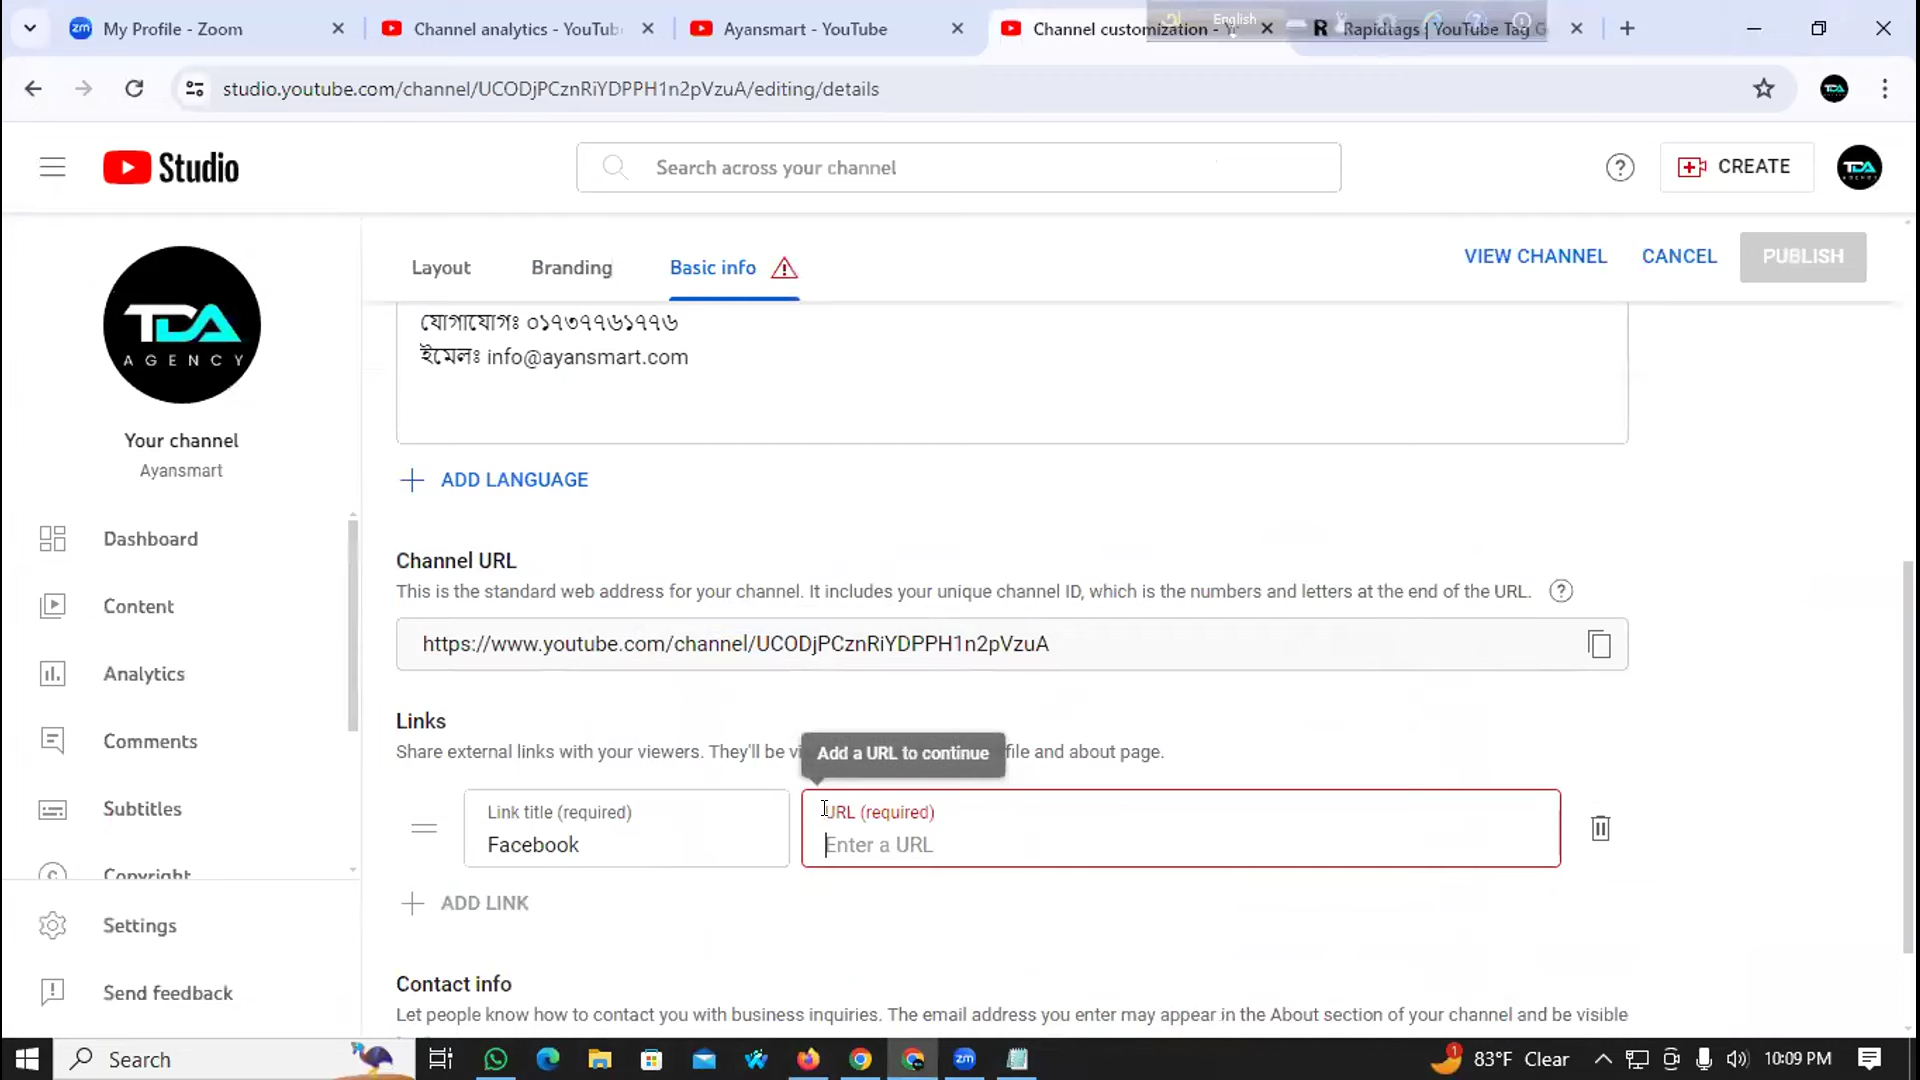 My Profile - Zoom
Channel analytics - YouTub
Ayansmart - YouTube
Channel customization - Y
English
Rapidtags | YouTube Tag G
studio.youtube.com/channel/UCODjPCznRiYDPPH1n2pVzuA/editing/details
TDA
Studio
Search across your channel
CREATE
TDA
TDA
AGENCY
Your channel
Ayansmart
Dashboard
Content
Analytics
Comments
Subtitles
Copyright
Settings
Send feedback
Layout
Branding
Basic info
VIEW CHANNEL
CANCEL
PUBLISH
যোগাযোগঃ ০১৭৩৭৭৬১৭৭৬
ইমেলঃ info@ayansmart.com
ADD LANGUAGE
Channel URL
This is the standard web address for your channel. It includes your unique channel ID, which is the numbers and letters at the end of the URL.
https://www.youtube.com/channel/UCODjPCznRiYDPPH1n2pVzuA
Links
Share external links with your viewers. They'll be vi
file and about page.
Add a URL to continue
Link title (required)
Facebook
URL (required)
Enter a URL
ADD LINK
Contact info
Let people know how to contact you with business inquiries. The email address you enter may appear in the About section of your channel and be visible
Search
zm
83°F Clear
10:09 PM